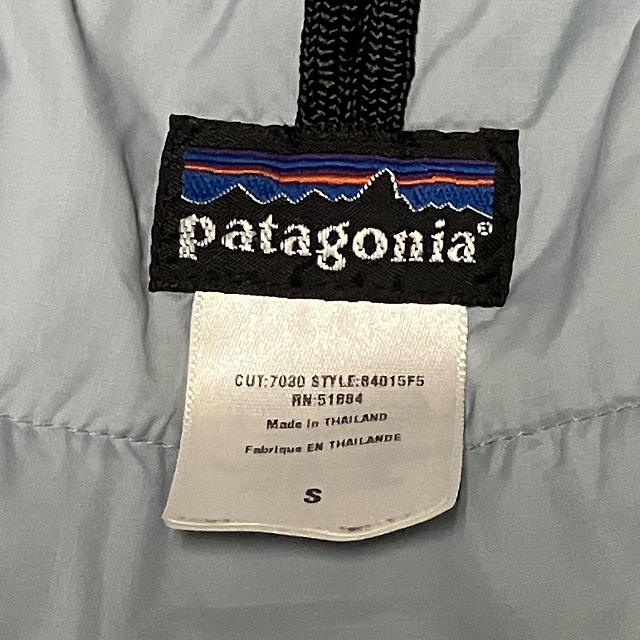 patagonia®
CUT:7030 STYLE:84015F5
RN:51884
Made in THAILAND
Fabrique EN THAILANDE
S